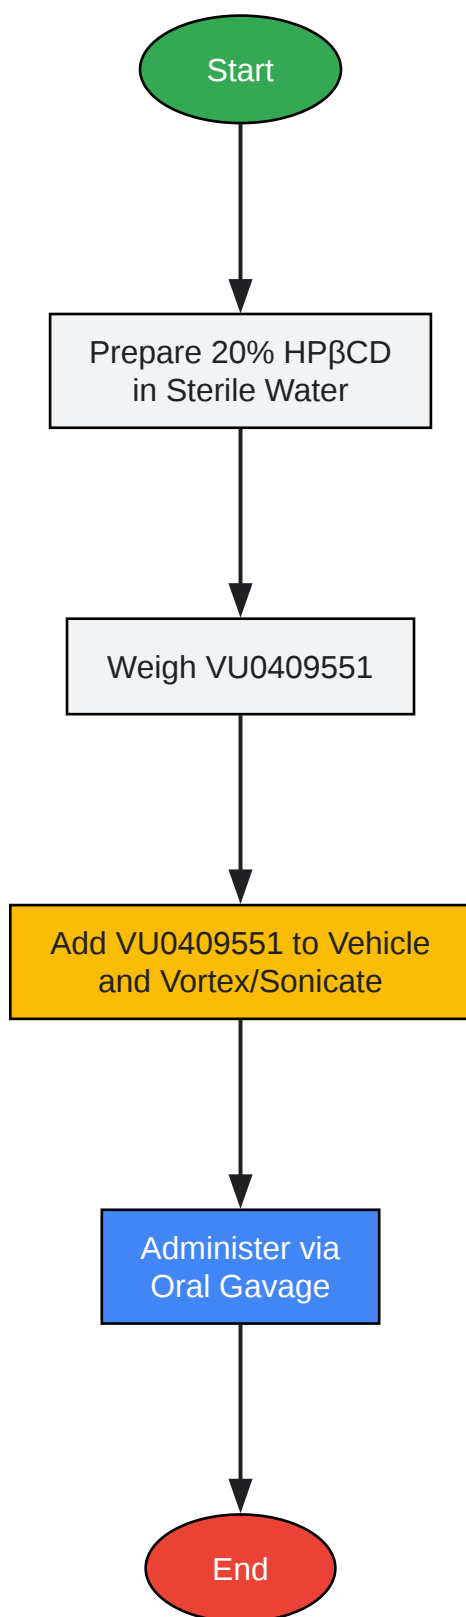 Start
Prepare 20% HPβCD
in Sterile Water
Weigh VU0409551
Add VU0409551 to Vehicle
and Vortex/Sonicate
Administer via
Oral Gavage
End